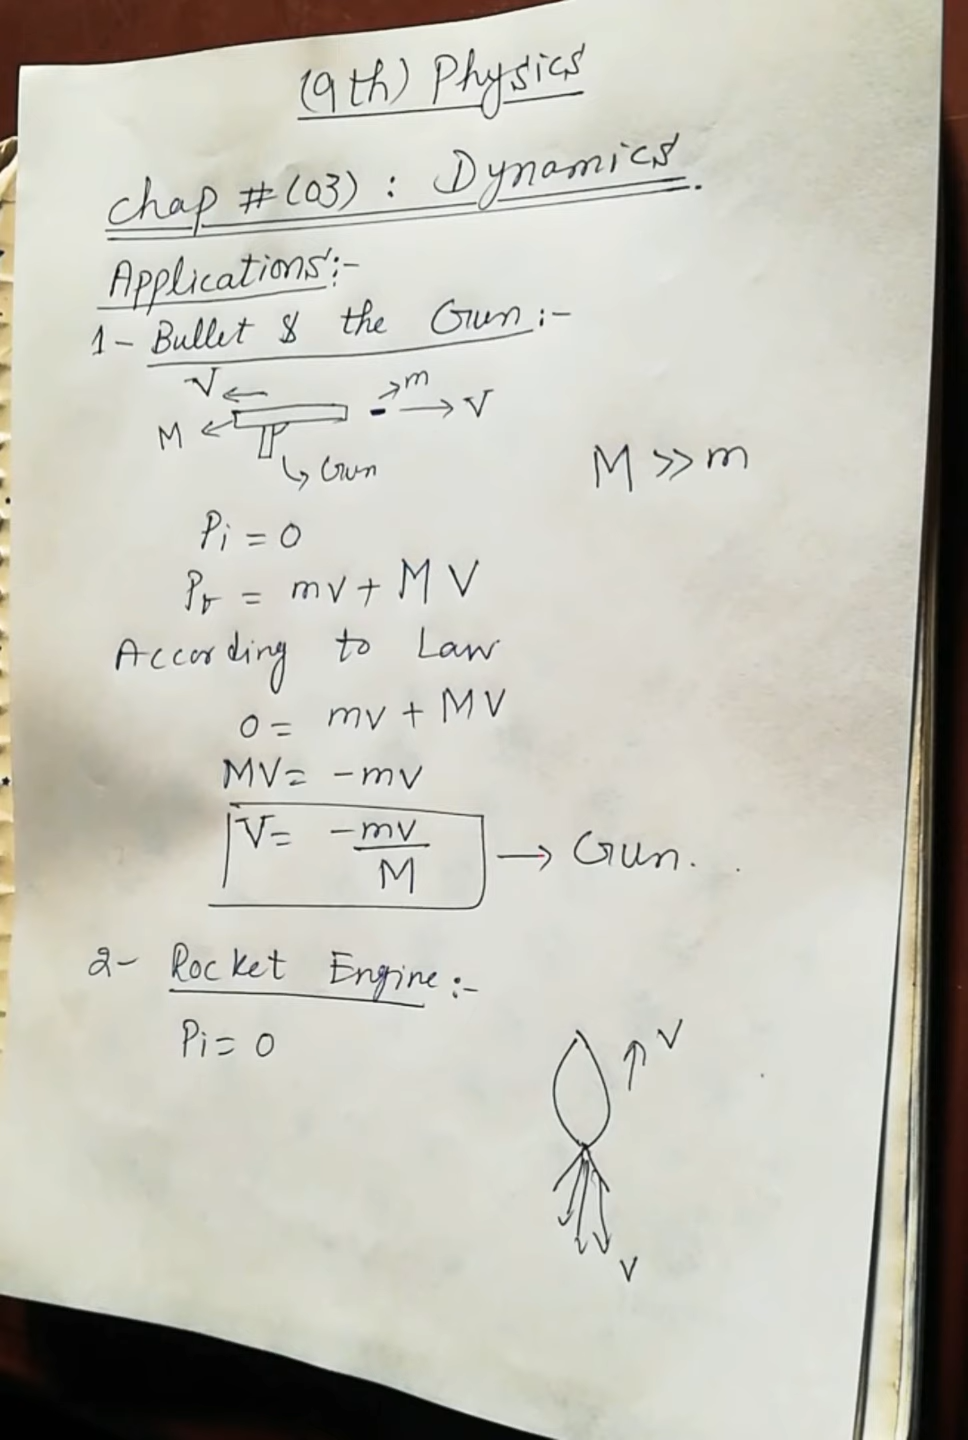 (9th) Physics
Chap # (03) : Dynamics.
Applications:-
1- Bullet & the Gun:-
V m
V
M
Gun
M >> m
Pi = 0
Pf = mv + MV
According to Law
0 = mv + MV
MV = -mv
V = -mv/M → Gun.
2- Rocket Engine:-
Pi = 0
V
v